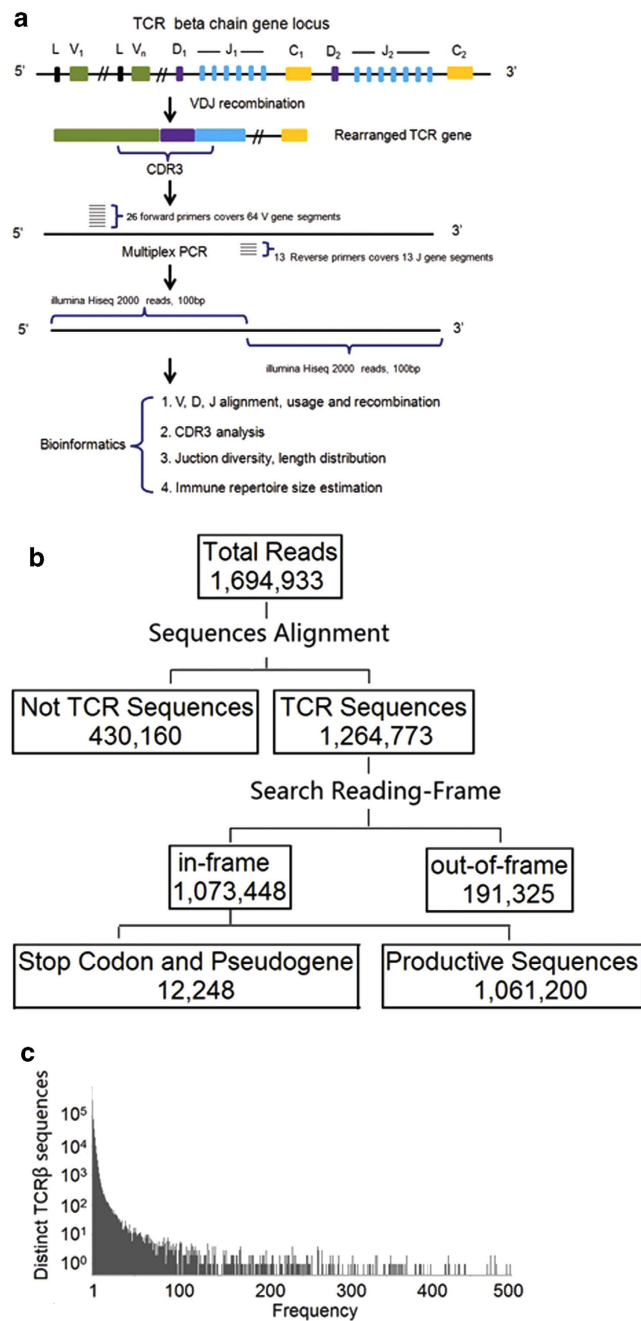 a
TCR beta chain gene locus
L V1 L Vn D1 J1 C1 D2 J2 C2
5' // // 3'
VDJ recombination
// Rearranged TCR gene
CDR3
26 forward primers covers 64 V gene segments
5' 3'
Multiplex PCR
13 Reverse primers covers 13 J gene segments
illumina Hiseq 2000 reads, 100bp
5' 3'
illumina Hiseq 2000 reads, 100bp
Bioinformatics
1. V, D, J alignment, usage and recombination
2. CDR3 analysis
3. Juction diversity, length distribution
4. Immune repertoire size estimation
b
Total Reads
1,694,933
Sequences Alignment
Not TCR Sequences
430,160
TCR Sequences
1,264,773
Search Reading-Frame
in-frame
1,073,448
out-of-frame
191,325
Stop Codon and Pseudogene
12,248
Productive Sequences
1,061,200
c
Distinct TCRβ sequences
10⁵
10⁴
10³
10²
10¹
10⁰
1 100 200 300 400 500
Frequency